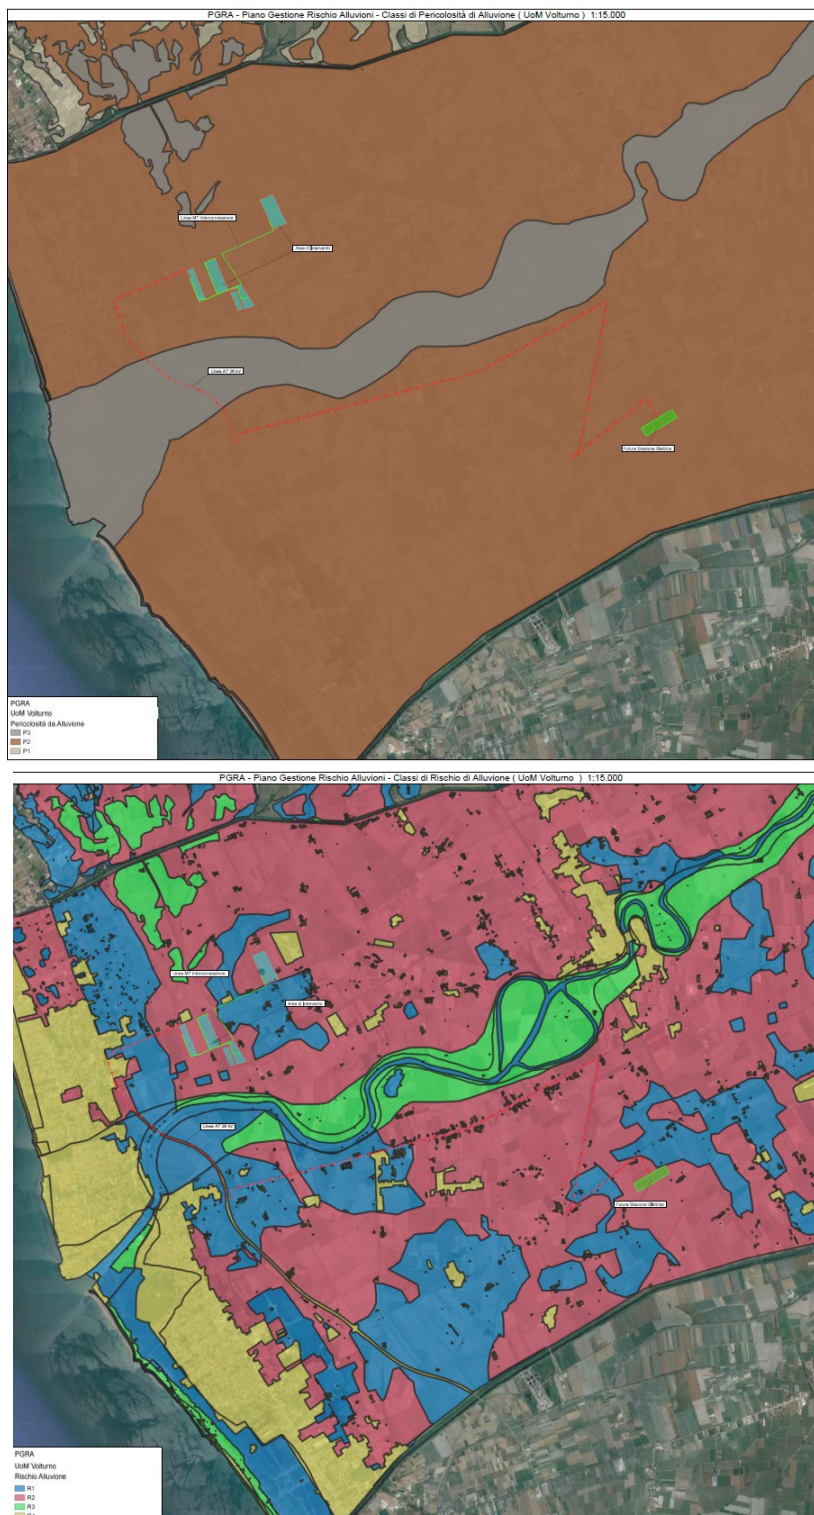 PGRA - Piano Gestione Rischio Alluvioni - Classi di Pericolosità di Alluvione ( UoM Volturno ) 1:15.000
Linea MT Interconnessione
Area di Intervento
Linea AT 36 kV
Futura Stazione Elettrica
PGRA
UoM Volturno
Pericolosità da Alluvione
P3
P2
P1
PGRA - Piano Gestione Rischio Alluvioni - Classi di Rischio di Alluvione ( UoM Volturno ) 1:15.000
Linea MT Interconnessione
Area di Intervento
Linea AT 36 kV
Futura Stazione Elettrica
PGRA
UoM Volturno
Rischio Alluvione
R1
R2
R3